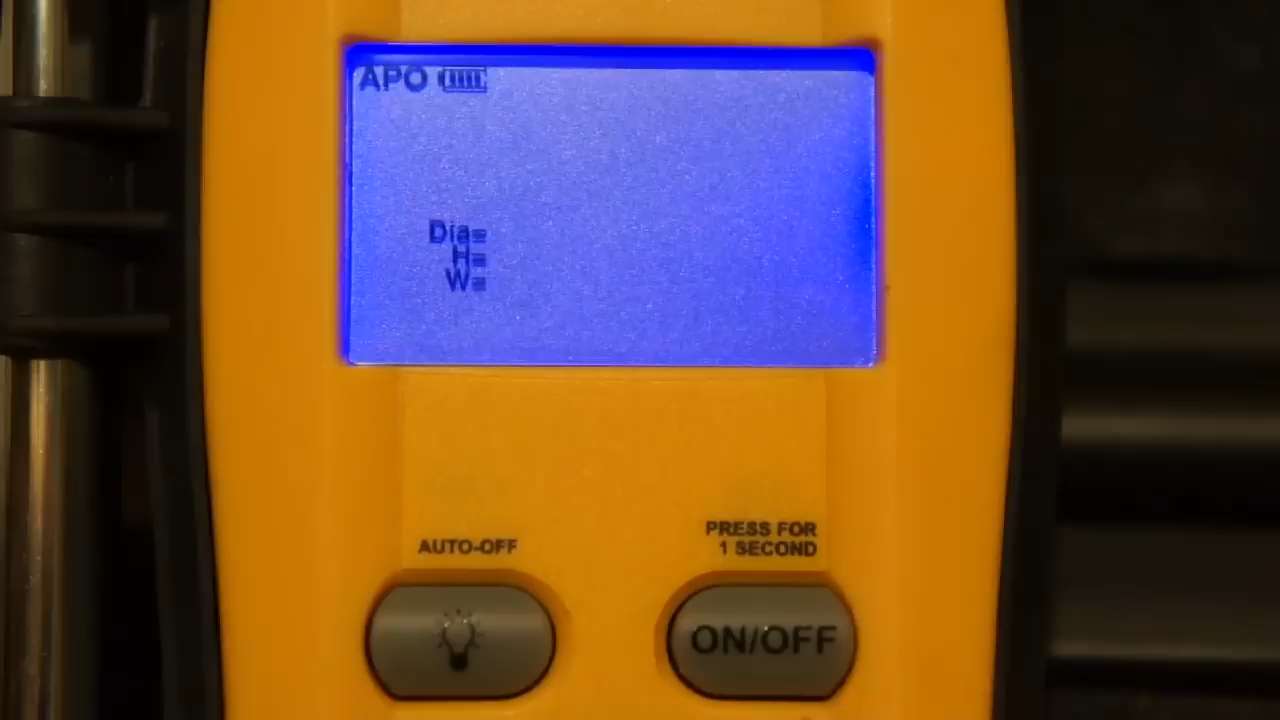 APO
Dia=
H=
W=
AUTO-OFF
PRESS FOR
1 SECOND
ON/OFF